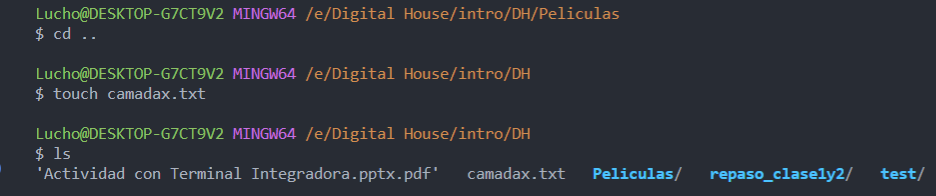 Lucho@DESKTOP-G7CT9V2 MINGW64 /e/Digital House/intro/DH/Peliculas
$ cd ..
Lucho@DESKTOP-G7CT9V2 MINGW64 /e/Digital House/intro/DH
$ touch camadax.txt
Lucho@DESKTOP-G7CT9V2 MINGW64 /e/Digital House/intro/DH
$ ls
'Actividad con Terminal Integradora.pptx.pdf'   camadax.txt   Peliculas/   repaso_clase1y2/   test/